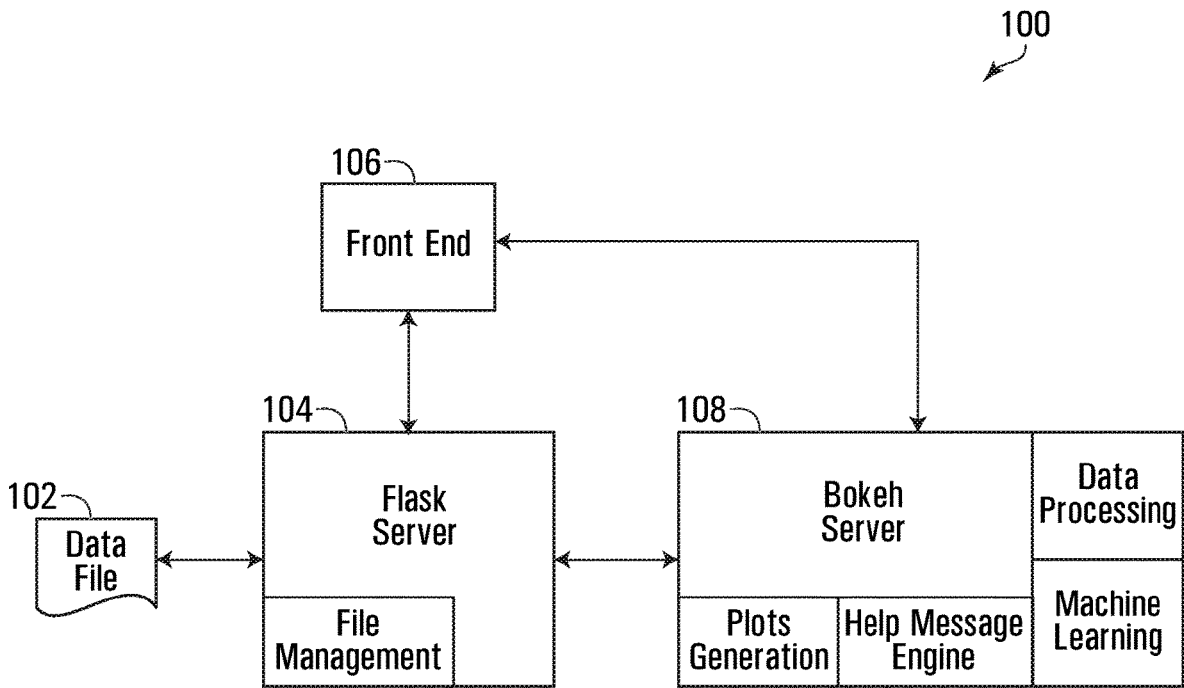 100
106
Front End
104
Flask
Server
File
Management
102
Data
File
108
Bokeh
Server
Data
Processing
Machine
Learning
Plots
Generation
Help Message
Engine